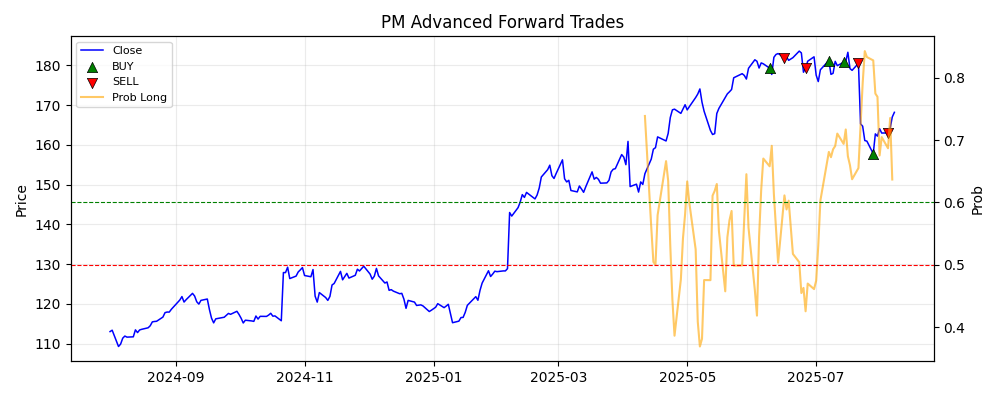 PM Advanced Forward Trades
Close
BUY
SELL
Prob Long
Price
180
170
160
150
140
130
120
110
0.8
0.7
0.6
0.5
0.4
Prob
2024-09
2024-11
2025-01
2025-03
2025-05
2025-07